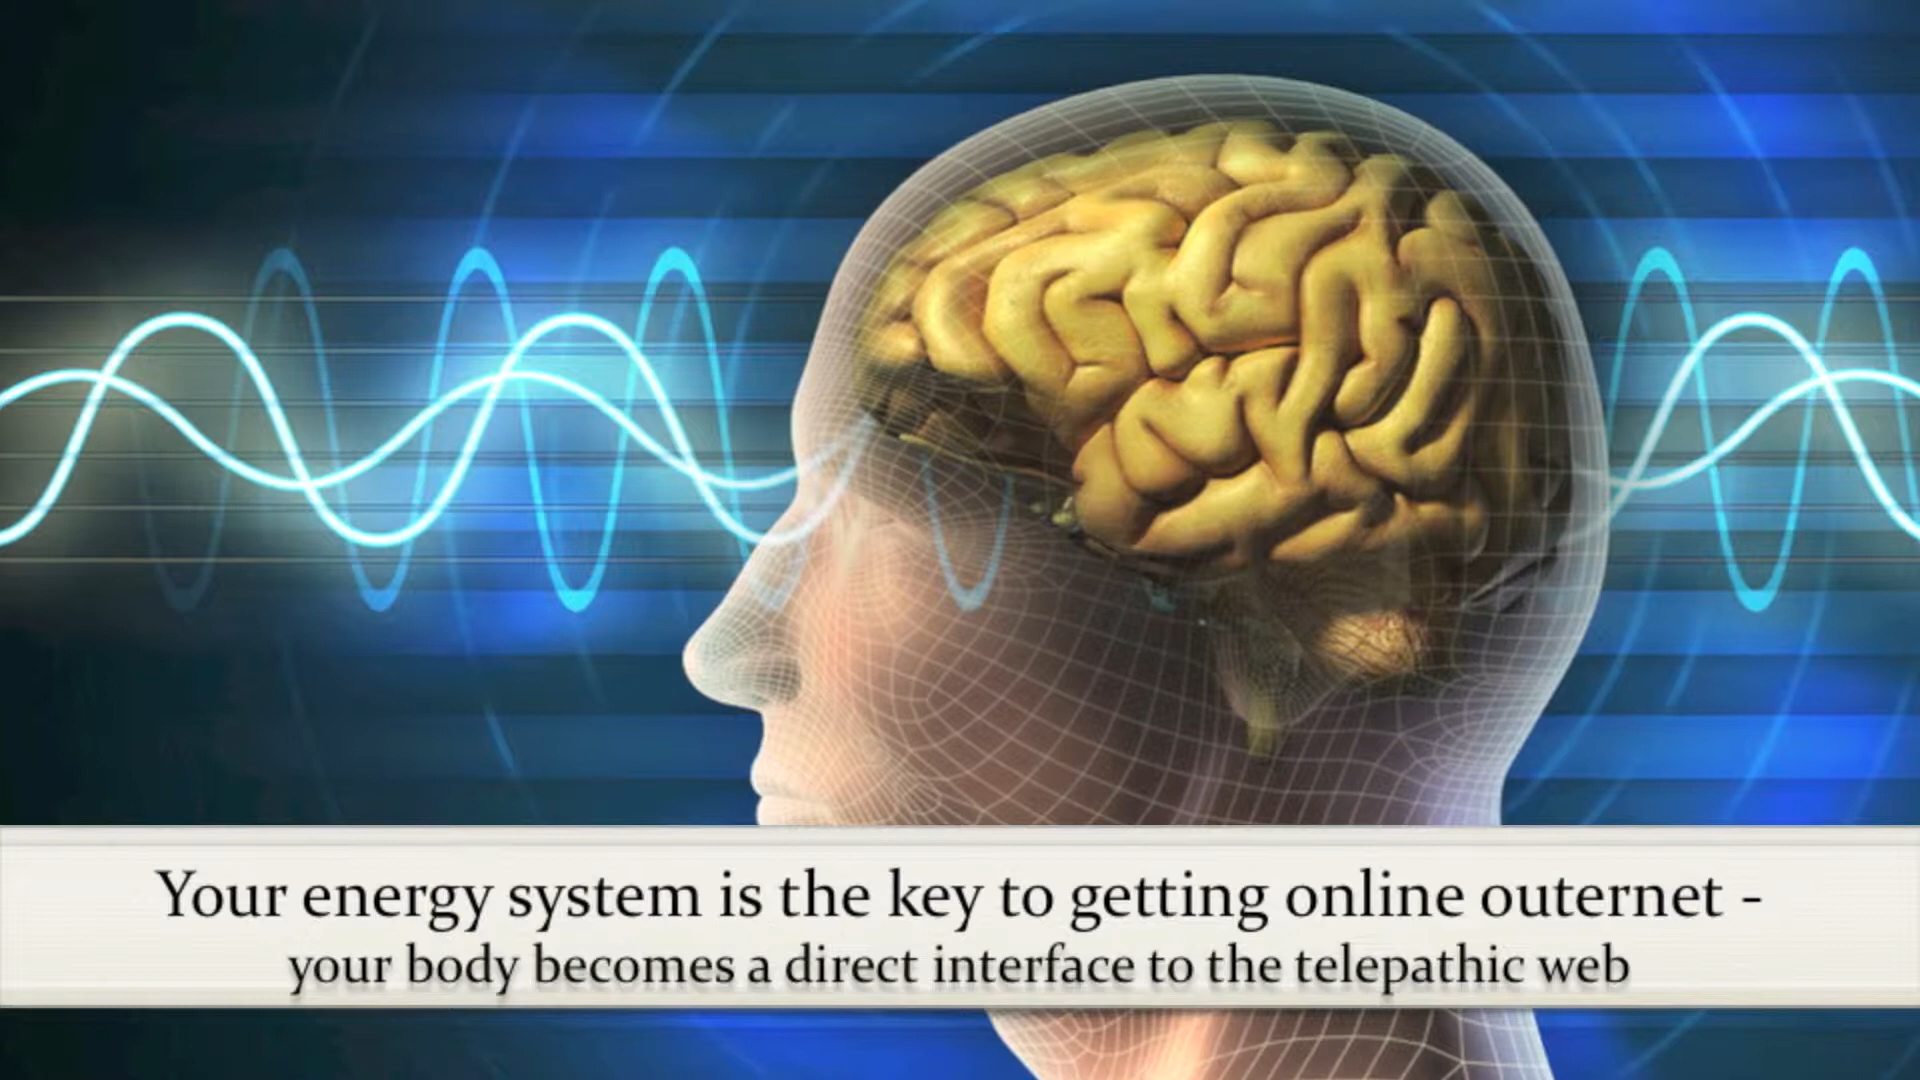 Your energy system is the key to getting online outernet -
your body becomes a direct interface to the telepathic web